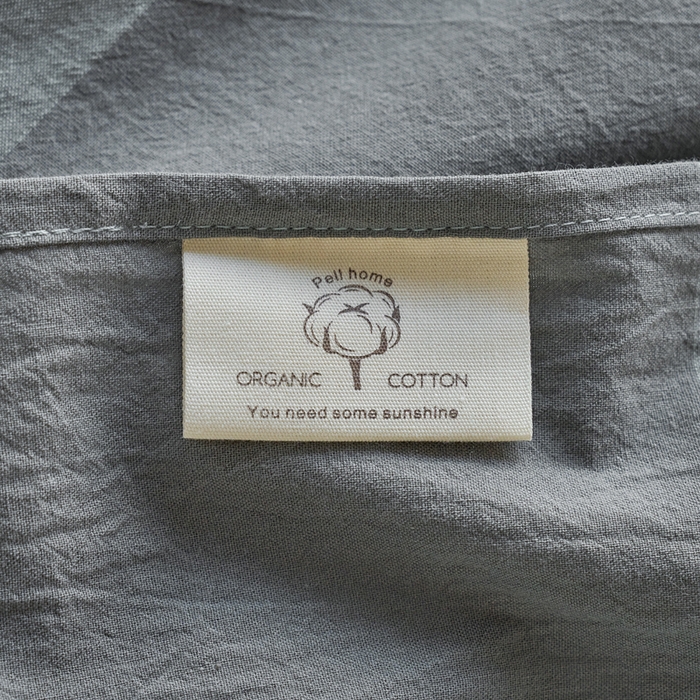 Pell home
ORGANIC COTTON
You need some sunshine